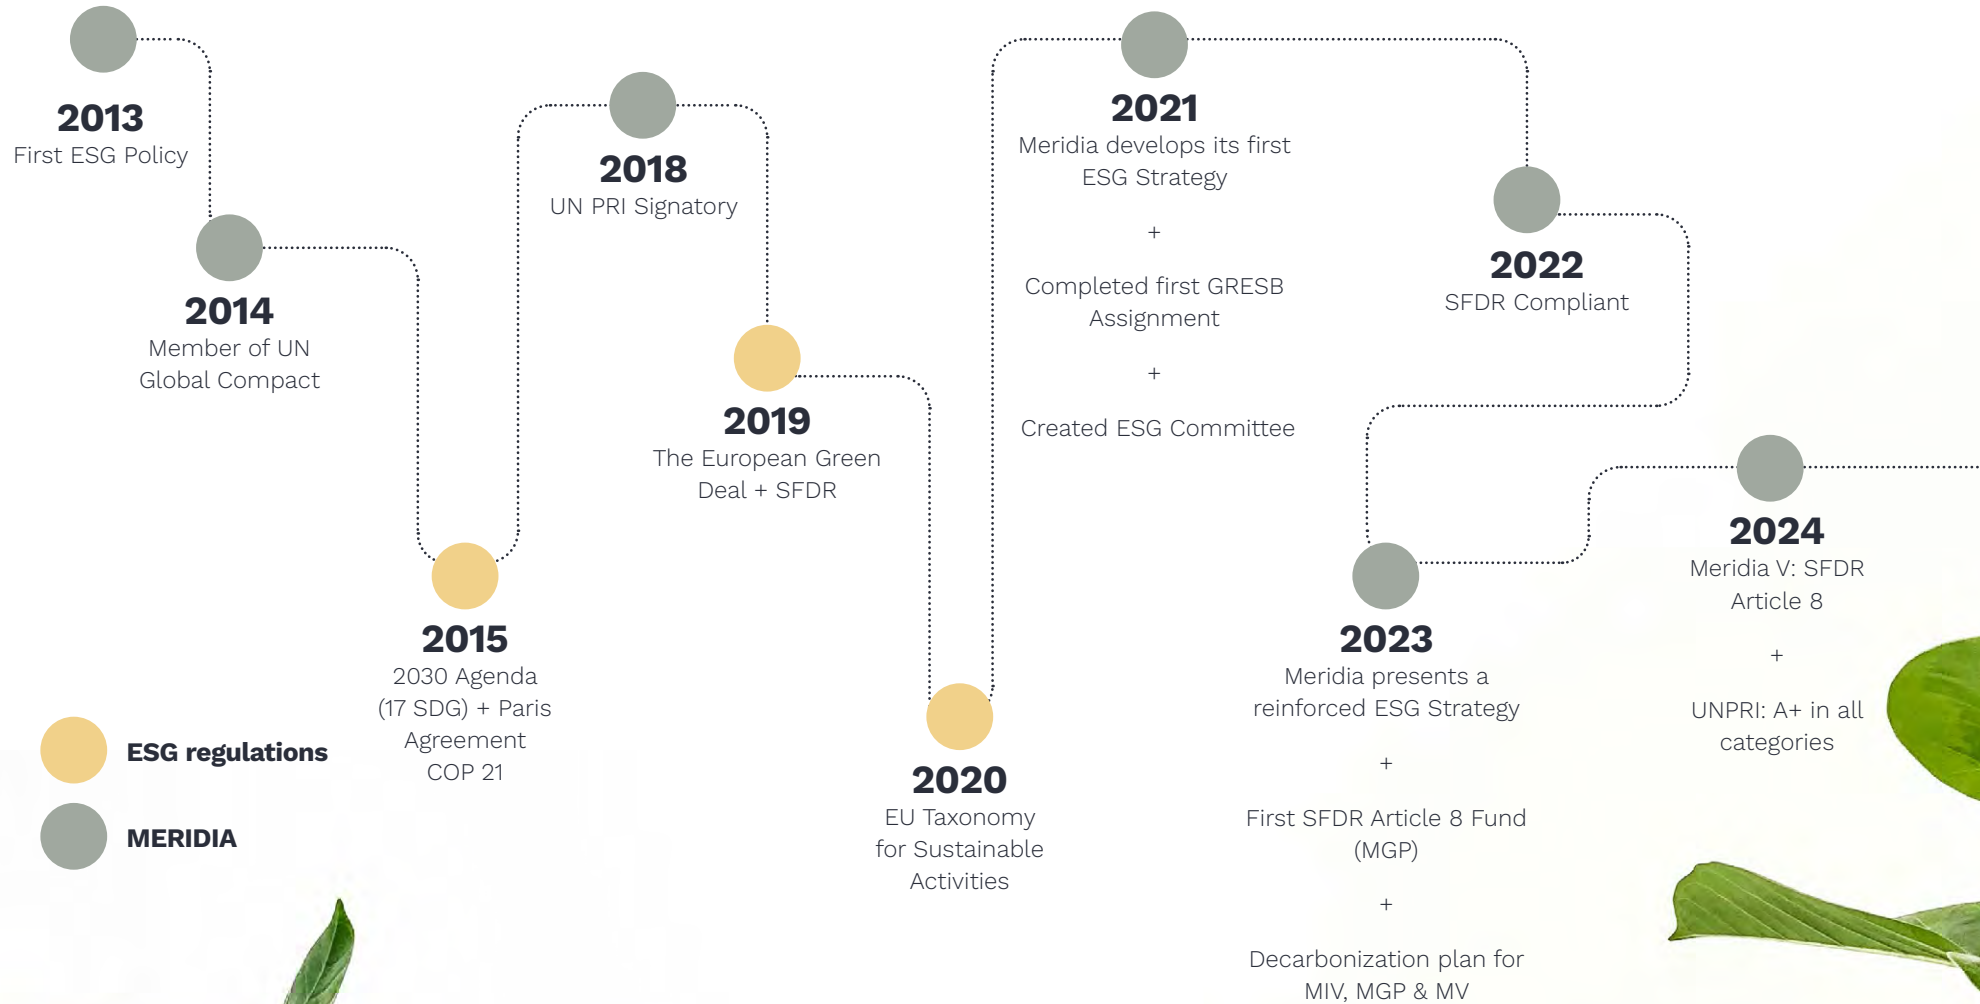 2013
First ESG Policy
2014
Member of UN
Global Compact
2015
2030 Agenda
(17 SDG) + Paris
Agreement
COP 21
2018
UN PRI Signatory
2019
The European Green
Deal + SFDR
2020
EU Taxonomy
for Sustainable
Activities
2021
Meridia develops its first
ESG Strategy
+
Completed first GRESB
Assignment
+
Created ESG Committee
2022
SFDR Compliant
2023
Meridia presents a
reinforced ESG Strategy
+
First SFDR Article 8 Fund
(MGP)
+
Decarbonization plan for
MIV, MGP & MV
2024
Meridia V: SFDR
Article 8
+
UNPRI: A+ in all
categories
ESG regulations
MERIDIA